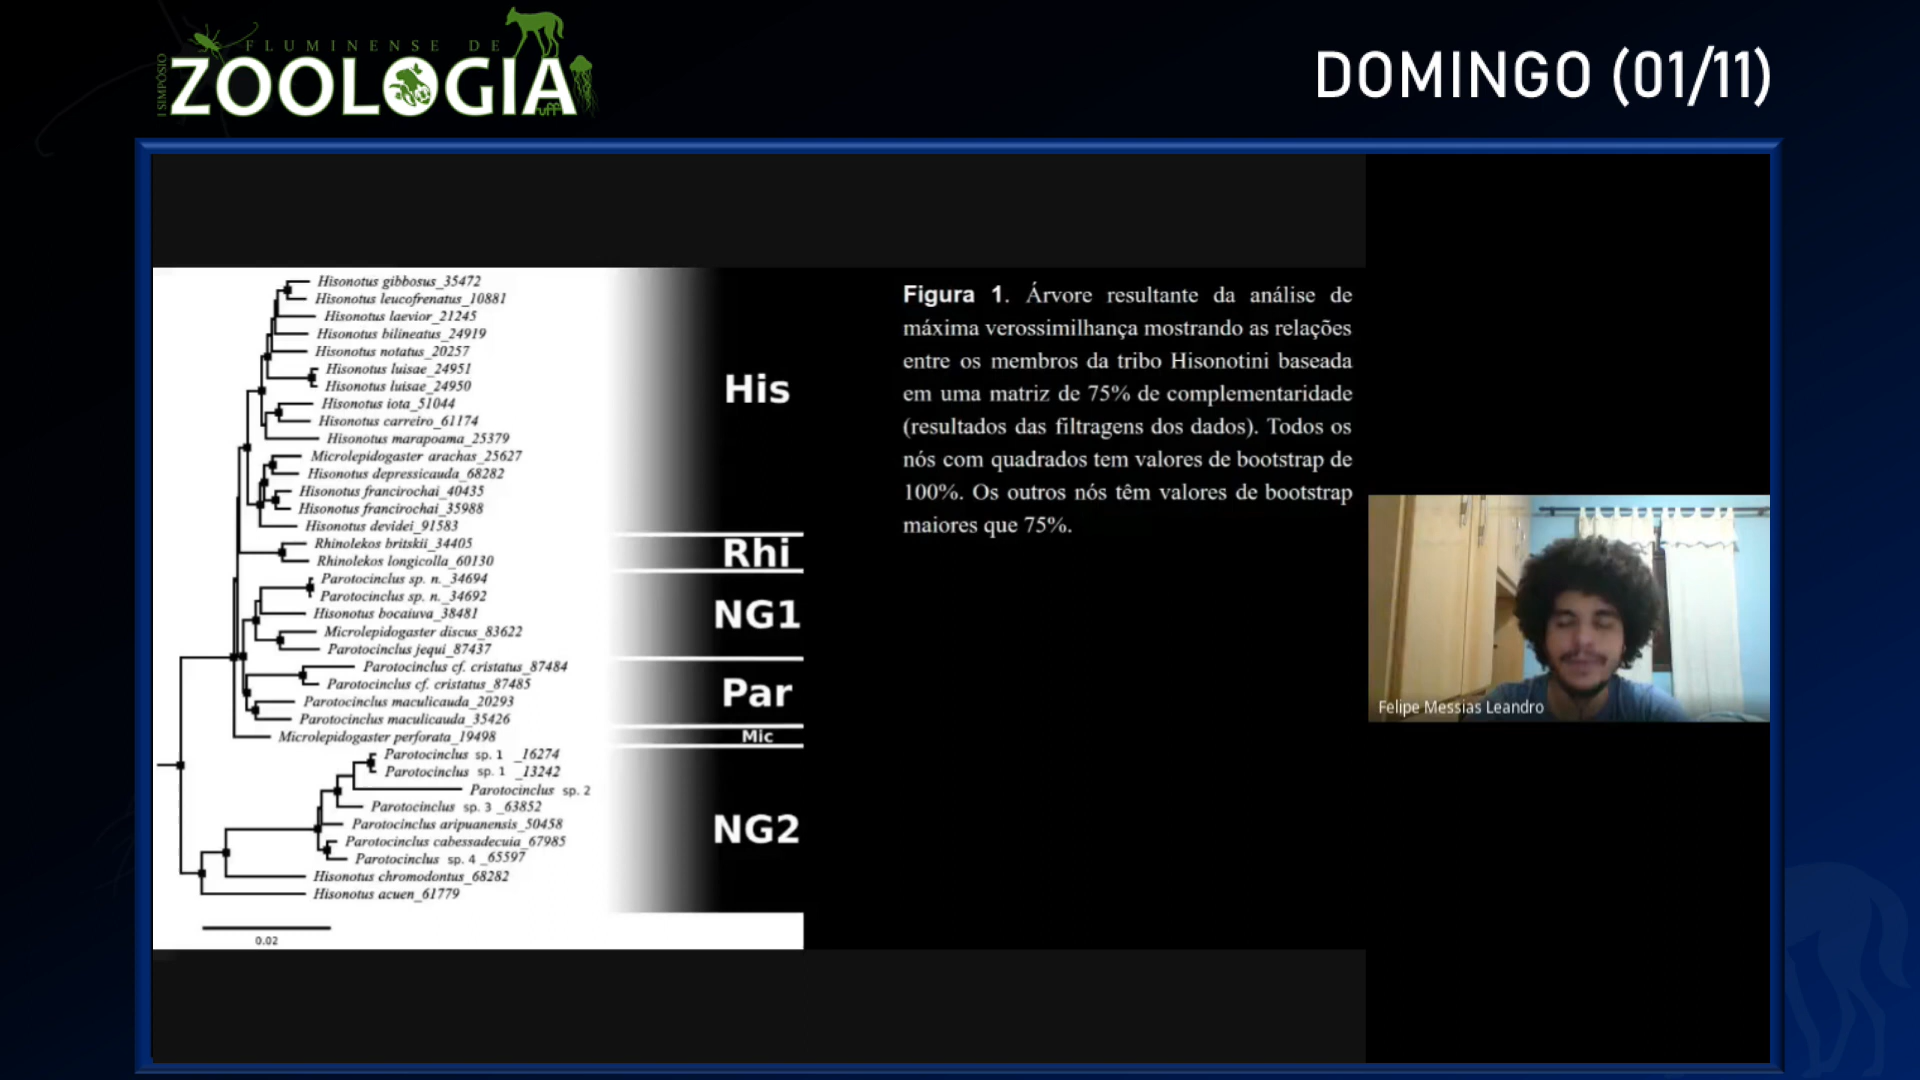 I SIMPÓSIO
FLUMINENSE DE
ZOOLOGIA
uff
DOMINGO (01/11)
Hisonotus gibbosus_35472
Hisonotus leucofrenatus_10881
Hisonotus laevior_21245
Hisonotus bilineatus_24919
Hisonotus notatus_20257
Hisonotus luisae_24951
Hisonotus luisae_24950
Hisonotus iota_51044
Hisonotus carreiro_61174
Hisonotus marapoama_25379
Microlepidogaster arachas_25627
Hisonotus depressicauda_68282
Hisonotus francirochai_40435
Hisonotus francirochai_35988
Hisonotus devidei_91583
Rhinolekos britskii_34405
Rhinolekos longicolla_60130
Parotocinclus sp. n._34694
Parotocinclus sp. n._34692
Hisonotus bocaiuva_38481
Microlepidogaster discus_83622
Parotocinclus jequi_87437
Parotocinclus cf. cristatus_87484
Parotocinclus cf. cristatus_87485
Parotocinclus maculicauda_20293
Parotocinclus maculicauda_35426
Microlepidogaster perforata_19498
Parotocinclus sp. 1 _16274
Parotocinclus sp. 1 _13242
Parotocinclus sp. 2
Parotocinclus sp. 3 _63852
Parotocinclus aripuanensis_50458
Parotocinclus cabessadecuia_67985
Parotocinclus sp. 4 _65597
Hisonotus chromodontus_68282
Hisonotus acuen_61779
0.02
His
Rhi
NG1
Par
Mic
NG2
Figura 1. Árvore resultante da análise de
máxima verossimilhança mostrando as relações
entre os membros da tribo Hisonotini baseada
em uma matriz de 75% de complementaridade
(resultados das filtragens dos dados). Todos os
nós com quadrados tem valores de bootstrap de
100%. Os outros nós têm valores de bootstrap
maiores que 75%.
Felipe Messias Leandro